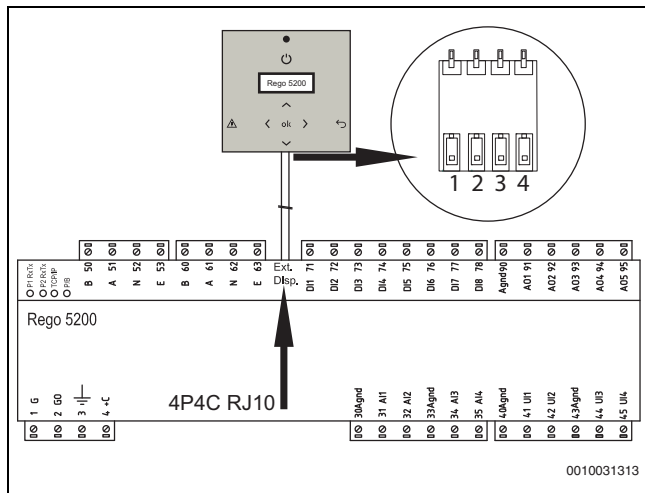 Rego 5200
ok
1 2 3 4
P1 RxTx
P2 RxTx
TCP/IP
P/B
B 50
A 51
N 52
E 53
B 60
A 61
N 62
E 63
Ext.
Disp.
DI1 71
DI2 72
DI3 73
DI4 74
DI5 75
DI6 76
DI7 77
DI8 78
Agnd90
AO1 91
AO2 92
AO3 93
AO4 94
AO5 95
Rego 5200
4P4C RJ10
1 G
2 GO
3
4 +C
30Agnd
31 AI1
32 AI2
33Agnd
34 AI3
35 AI4
40Agnd
41 UI1
42 UI2
43Agnd
44 UI3
45 UI4
0010031313